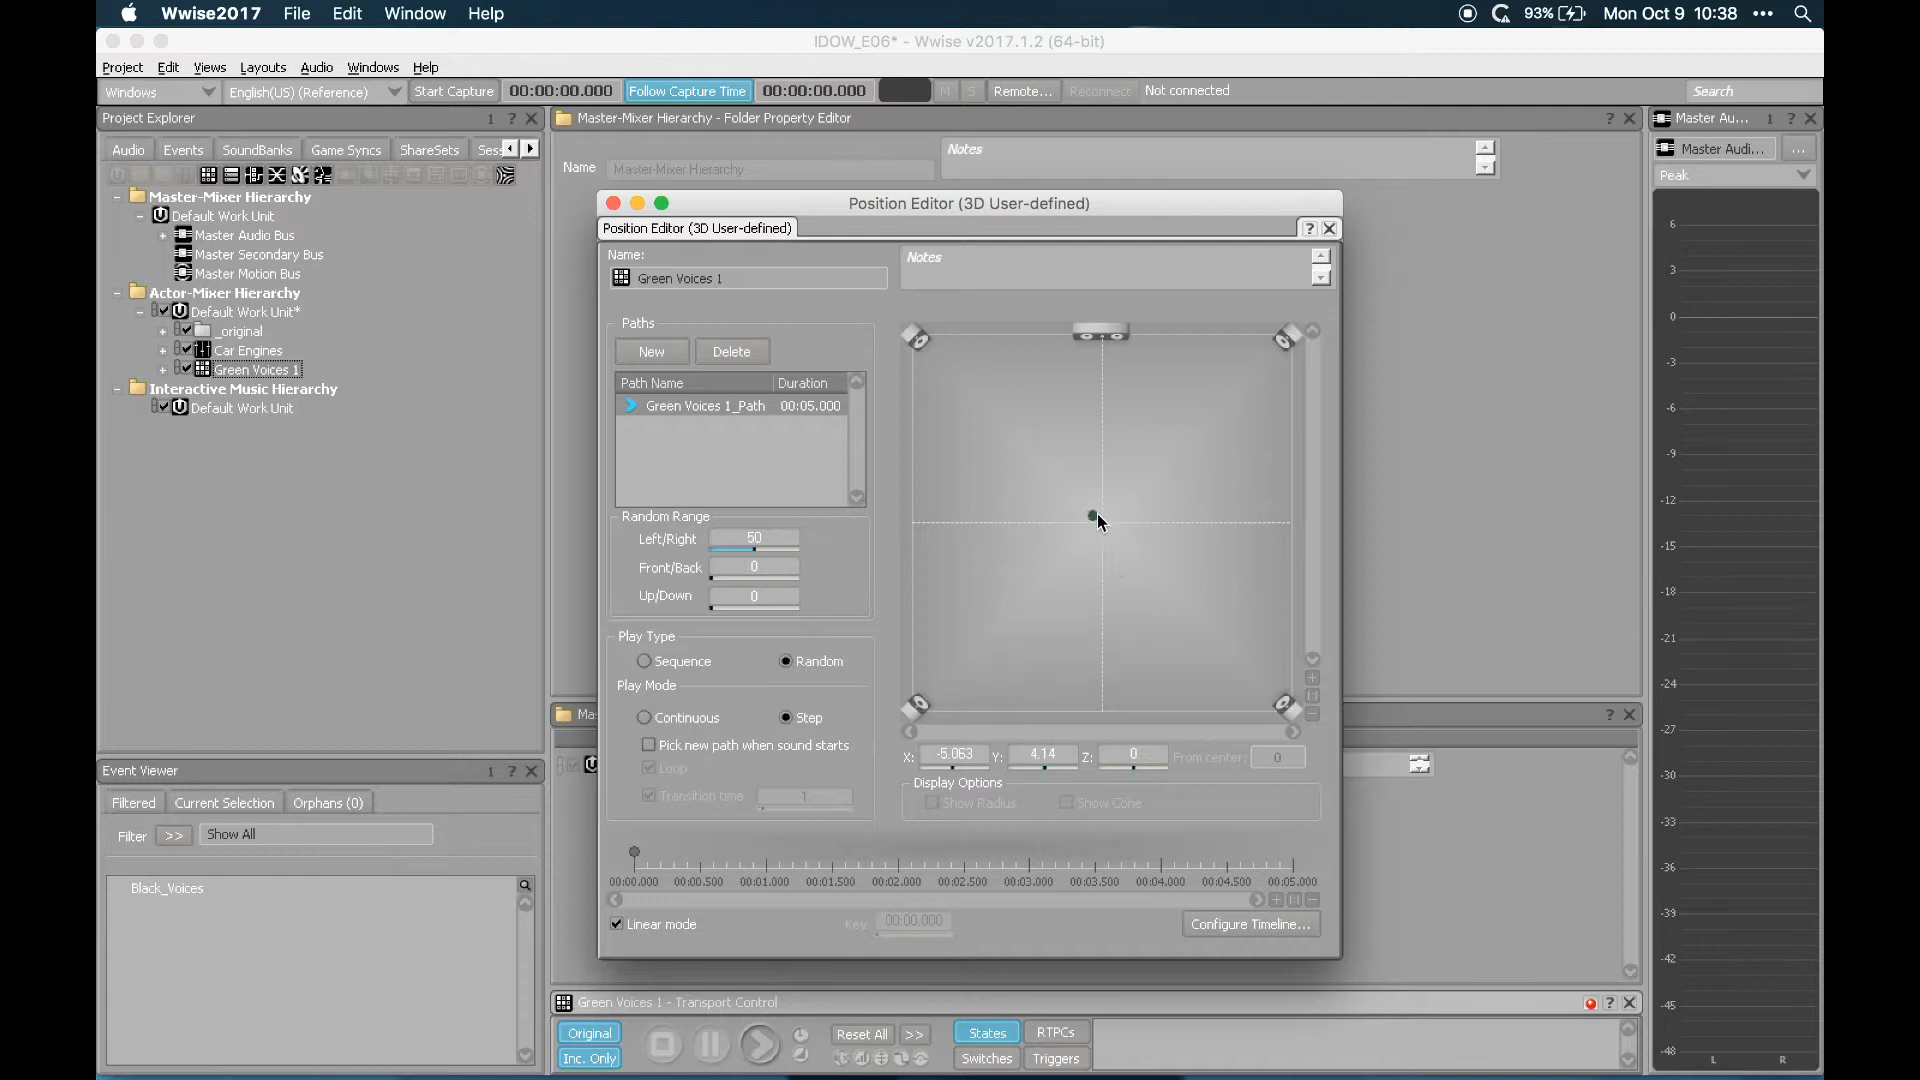 Wwise2017 File Edit Window Help
93% Mon Oct 9 10:38
IDOW_E06* - Wwise v2017.1.2 (64-bit)
Project Edit Views Layouts Audio Windows Help
Windows English(US) (Reference) Start Capture 00:00:00.000 Follow Capture Time 00:00:00.000 M S Remote... Reconnect Not connected Search
Project Explorer 1 ?
Audio Events SoundBanks Game Syncs ShareSets Sess
Master-Mixer Hierarchy
Default Work Unit
Master Audio Bus
Master Secondary Bus
Master Motion Bus
Actor-Mixer Hierarchy
Default Work Unit*
_original
Car Engines
Green Voices 1
Interactive Music Hierarchy
Default Work Unit
Event Viewer 1 ?
Filtered Current Selection Orphans (0)
Filter >> Show All
Black_Voices
Master-Mixer Hierarchy - Folder Property Editor ?
Name Master-Mixer Hierarchy
Notes
Position Editor (3D User-defined)
Position Editor (3D User-defined) ?
Name:
Green Voices 1
Notes
Paths
New Delete
Path Name Duration
Green Voices 1_Path 00:05.000
Random Range
Left/Right 50
Front/Back 0
Up/Down 0
Play Type
Sequence Random
Play Mode
Continuous Step
Pick new path when sound starts
Loop
Transition time 1
X: -5.063 Y: 4.14 Z: 0 From center: 0
Display Options
Show Radius Show Cone
00:00.000 00:00.500 00:01.000 00:01.500 00:02.000 00:02.500 00:03.000 00:03.500 00:04.000 00:04.500 00:05.000
Linear mode Key 00:00.000 Configure Timeline...
Ma
?
Green Voices 1 - Transport Control ?
Original
Inc. Only
Reset All >>
States RTPCs
Switches Triggers
Master Au... 1 ?
Master Audi... ...
Peak
6
3
0
-3
-6
-9
-12
-15
-18
-21
-24
-27
-30
-33
-36
-39
-42
-45
-48
L R